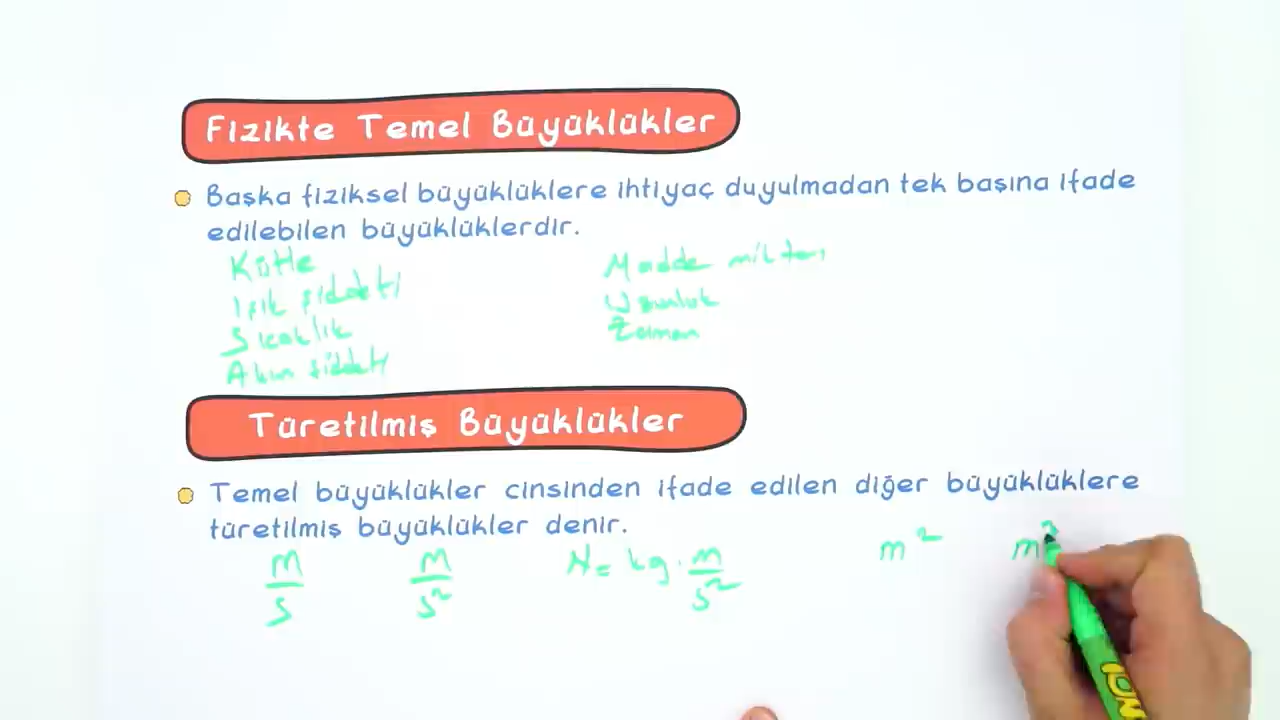 Fizikte Temel Büyüklükler
Başka fiziksel büyüklüklere ihtiyaç duyulmadan tek başına ifade
edilebilen büyüklüklerdir.
Kütle
Işık şiddeti
Sıcaklık
Akım şiddeti
Madde miktarı
Uzunluk
Zaman
Türetilmiş Büyüklükler
Temel büyüklükler cinsinden ifade edilen diğer büyüklüklere
türetilmiş büyüklükler denir.
m/s m/s² N = kg · m/s² m² m³